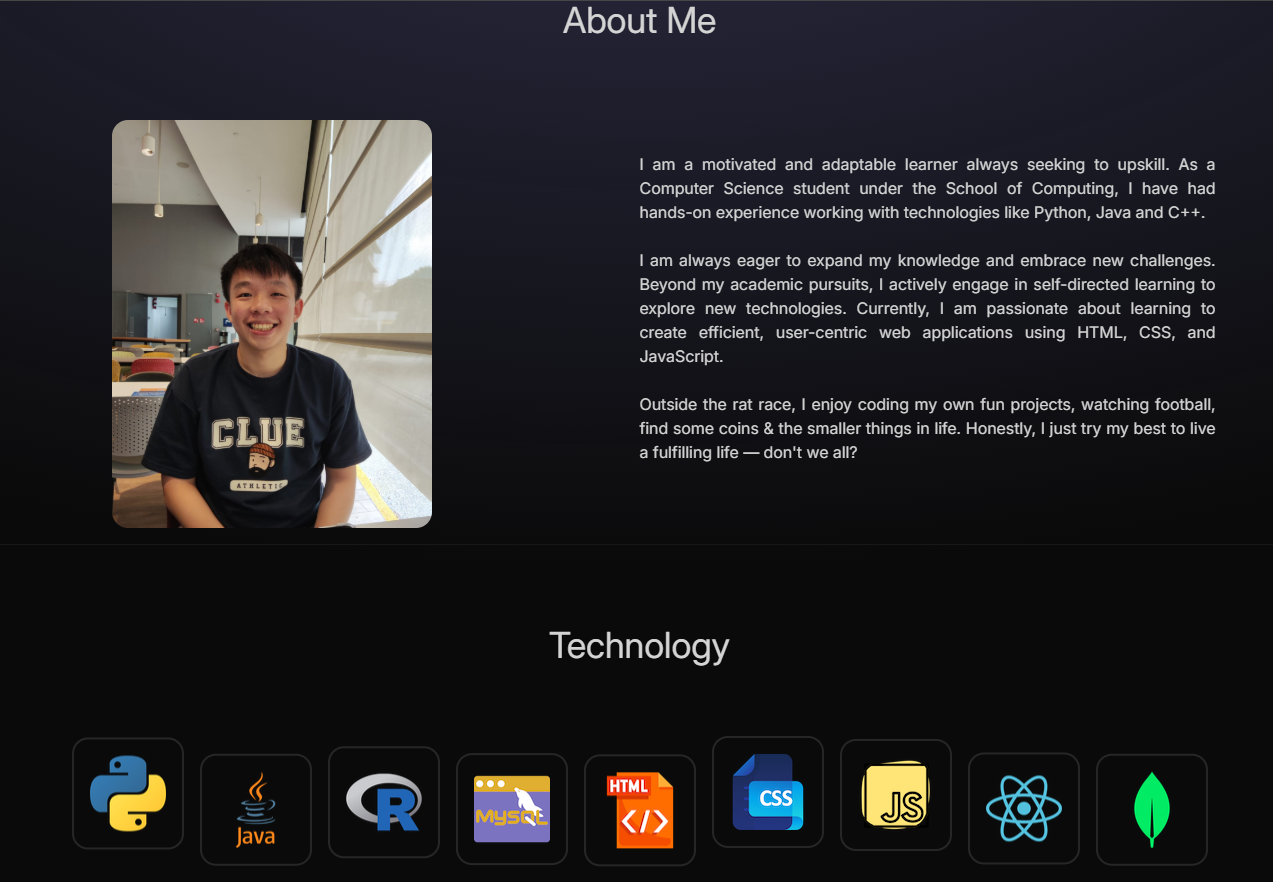 About Me
I am a motivated and adaptable learner always seeking to upskill. As a
Computer Science student under the School of Computing, I have had
hands-on experience working with technologies like Python, Java and C++.
I am always eager to expand my knowledge and embrace new challenges.
Beyond my academic pursuits, I actively engage in self-directed learning to
explore new technologies. Currently, I am passionate about learning to
create efficient, user-centric web applications using HTML, CSS, and
JavaScript.
Outside the rat race, I enjoy coding my own fun projects, watching football,
find some coins & the smaller things in life. Honestly, I just try my best to live
a fulfilling life — don't we all?
CLUE
ATHLETIC
Technology
Java
R
MysQL
HTML
</>
CSS
JS